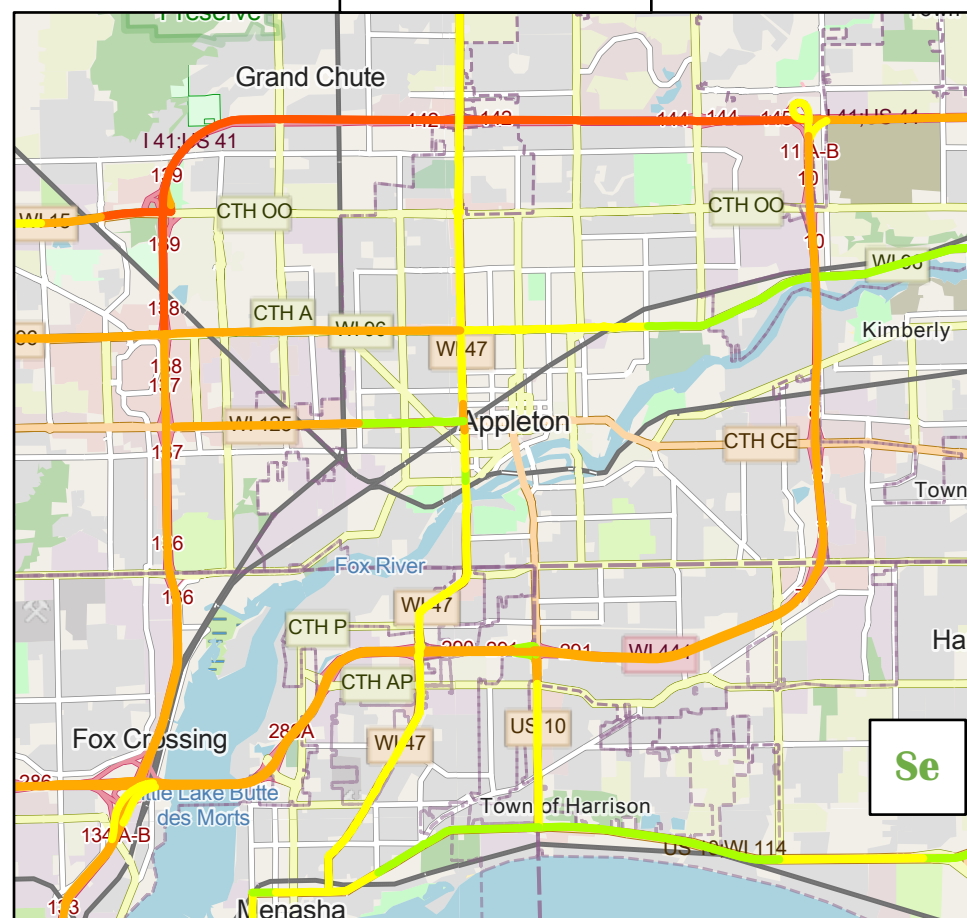 Preserve
Grand Chute
I 41;US 41
142
143
144
144
145
I 41;US 41
11 A-B
139
10
WI 15
CTH OO
CTH OO
139
10
WI 96
138
CTH A
WI 96
Kimberly
WI 47
138
137
WI 125
Appleton
CTH CE
137
Town
136
Fox River
136
WI 47
CTH P
290
291
291
WI 441
Ha
CTH AP
289A
US 10
WI 47
Fox Crossing
Se
286
Little Lake Butte
des Morts
Town of Harrison
134 A-B
US 10;WI 114
133
Menasha